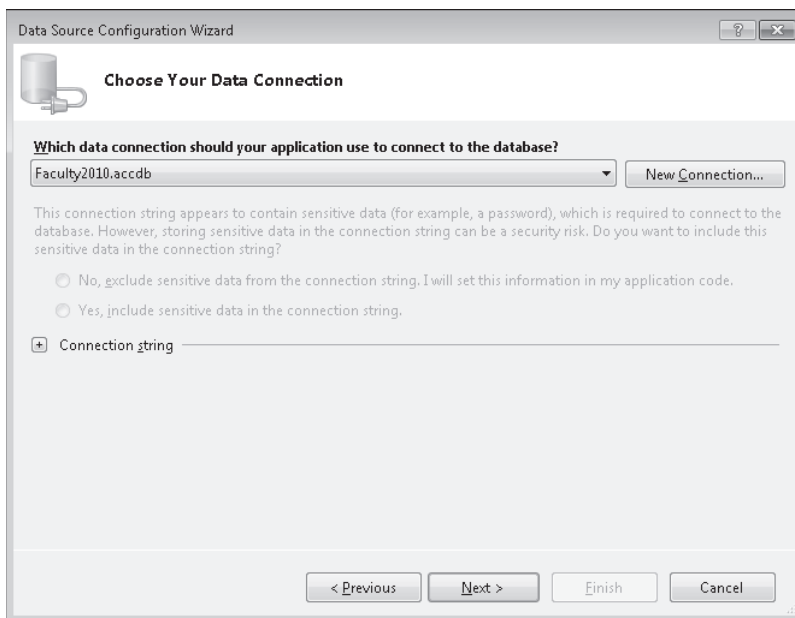 Data Source Configuration Wizard
?
Choose Your Data Connection
Which data connection should your application use to connect to the database?
Faculty2010.accdb
New Connection...
This connection string appears to contain sensitive data (for example, a password), which is required to connect to the
database. However, storing sensitive data in the connection string can be a security risk. Do you want to include this
sensitive data in the connection string?
No, exclude sensitive data from the connection string. I will set this information in my application code.
Yes, include sensitive data in the connection string.
+ Connection string
< Previous
Next >
Finish
Cancel